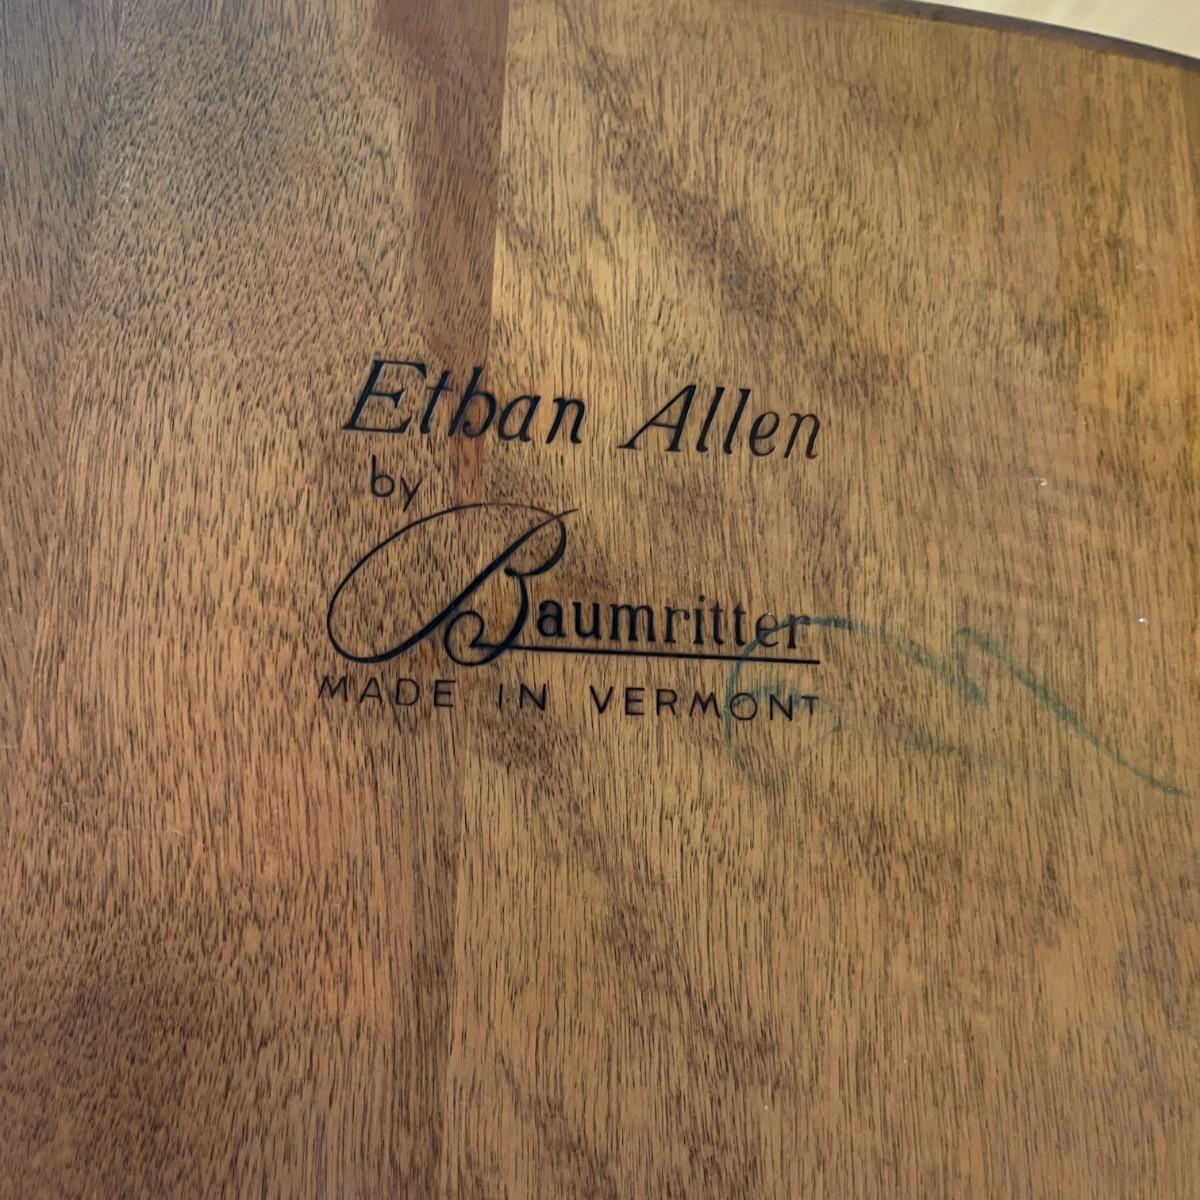 Ethan Allen
by
Baumritter
MADE IN VERMONT